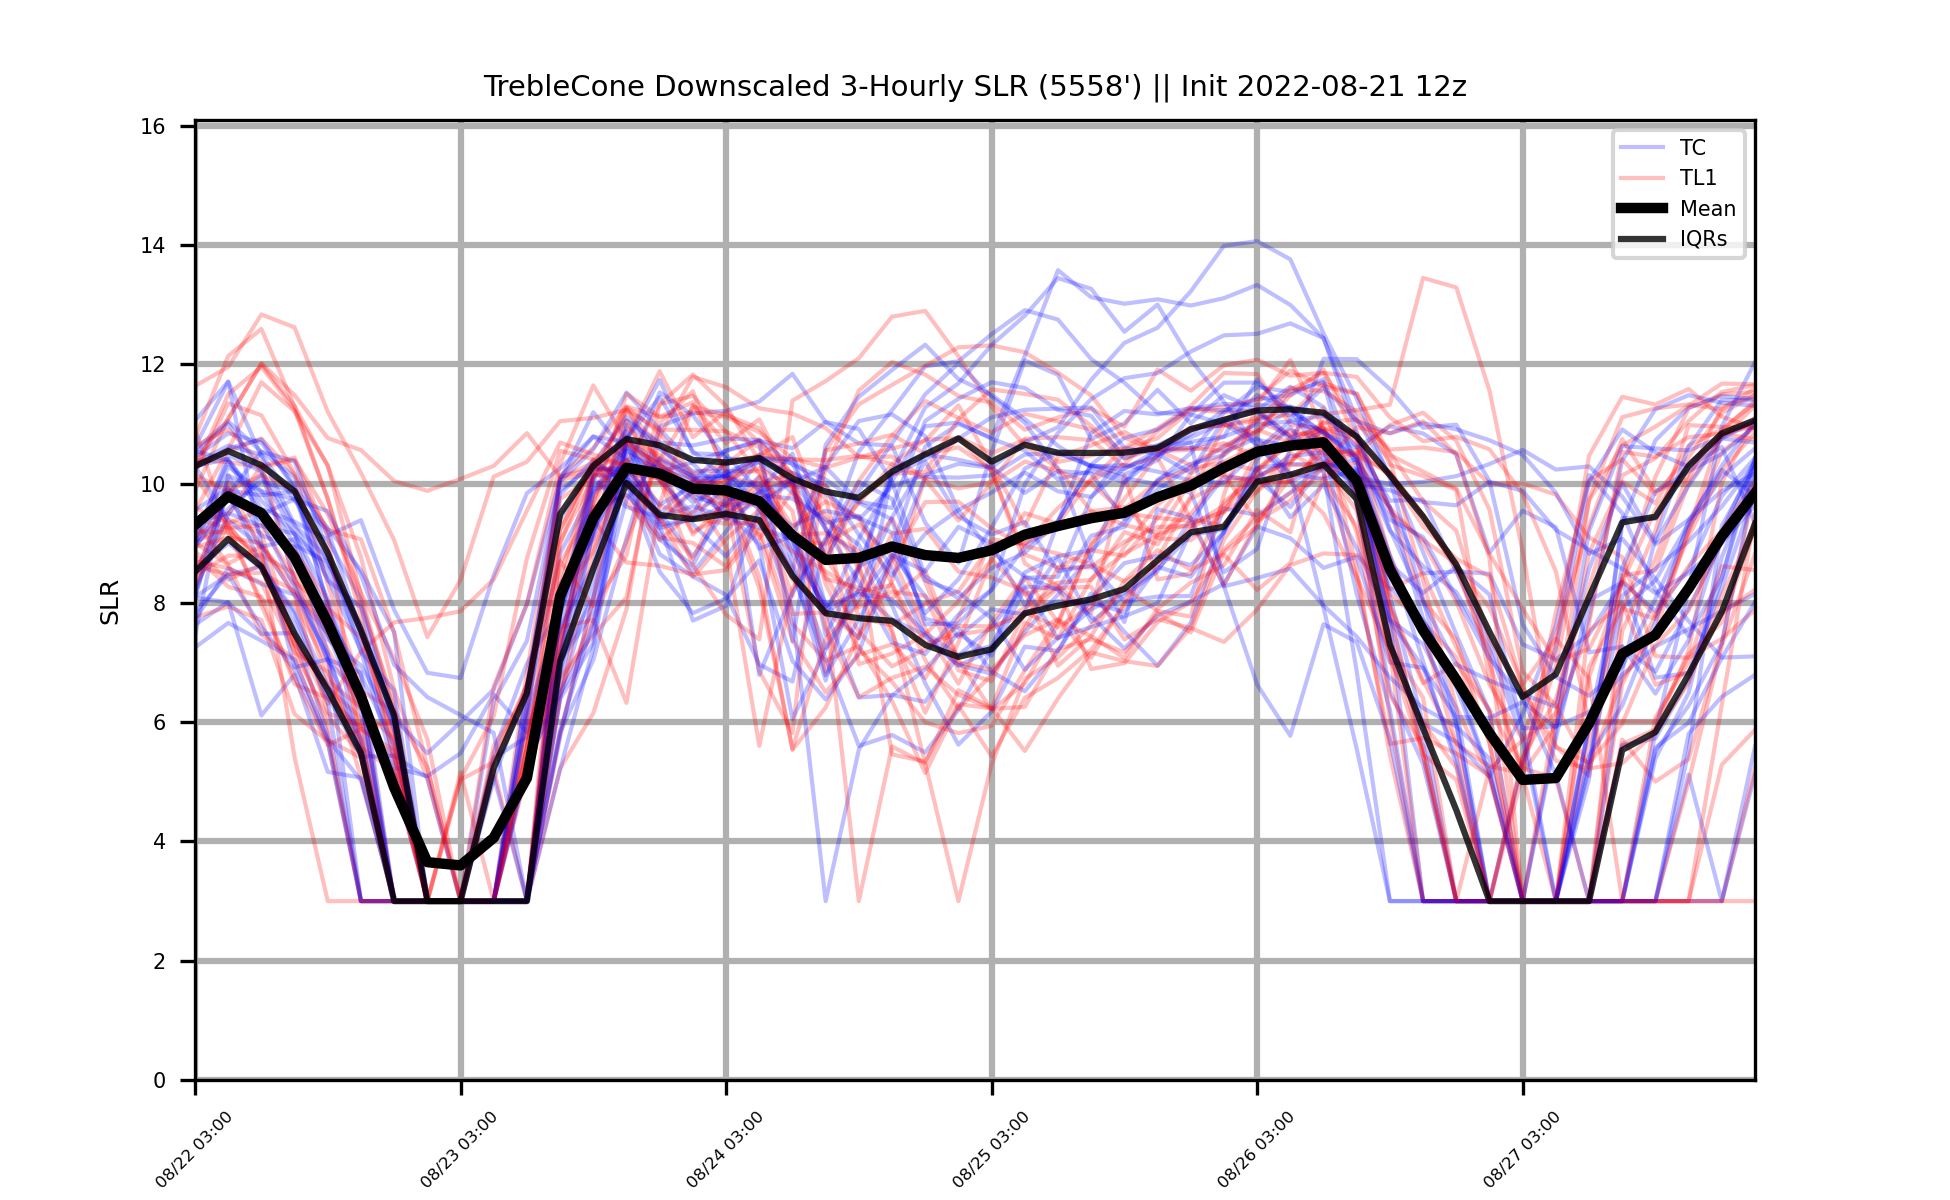 TrebleCone Downscaled 3-Hourly SLR (5558') || Init 2022-08-21 12z
TC
TL1
Mean
IQRs
SLR
16
14
12
10
8
6
4
2
0
08/22 03:00
08/23 03:00
08/24 03:00
08/25 03:00
08/26 03:00
08/27 03:00